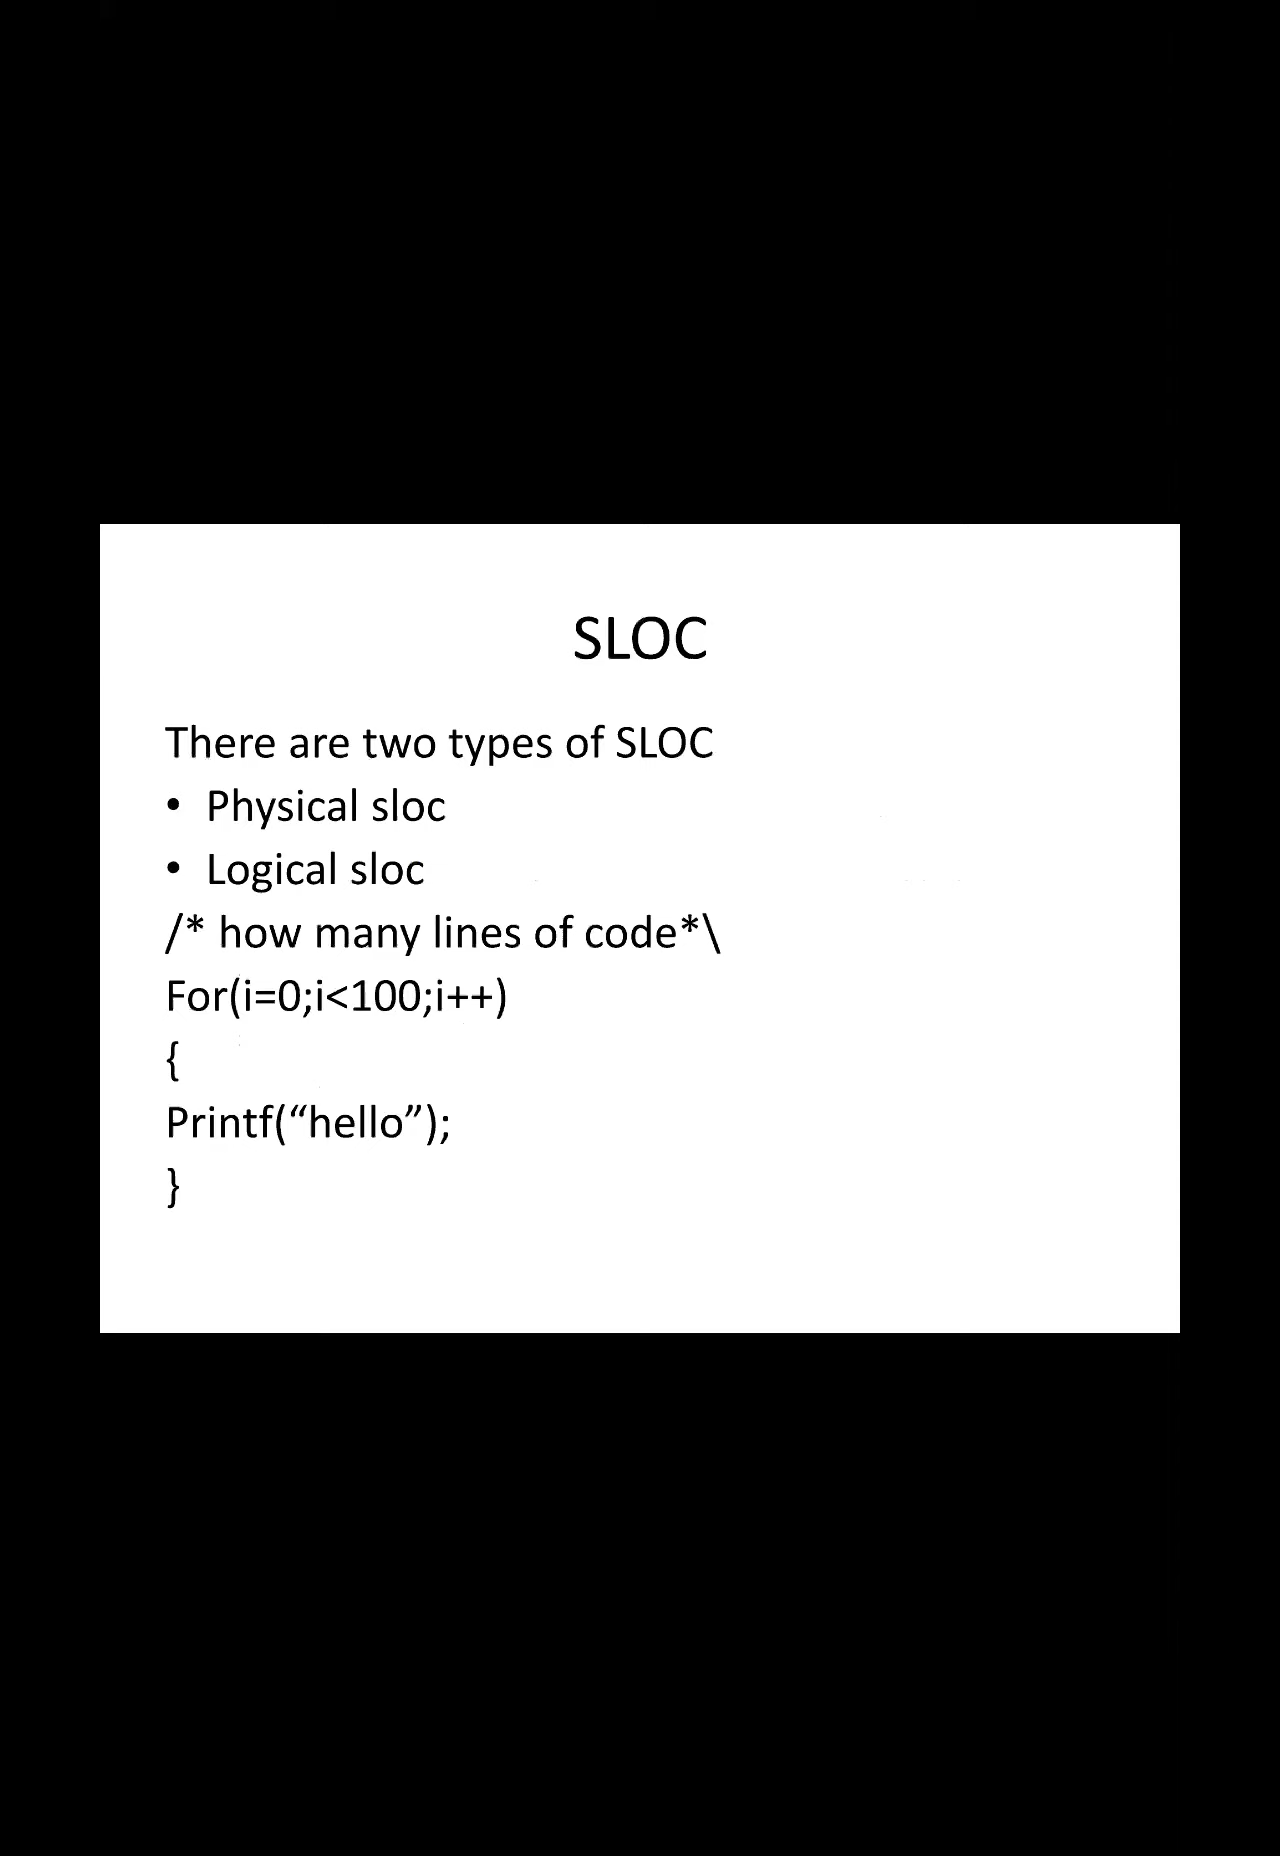 SLOC
There are two types of SLOC
• Physical sloc
• Logical sloc
/* how many lines of code*\
For(i=0;i<100;i++)
{
Printf(“hello”);
}